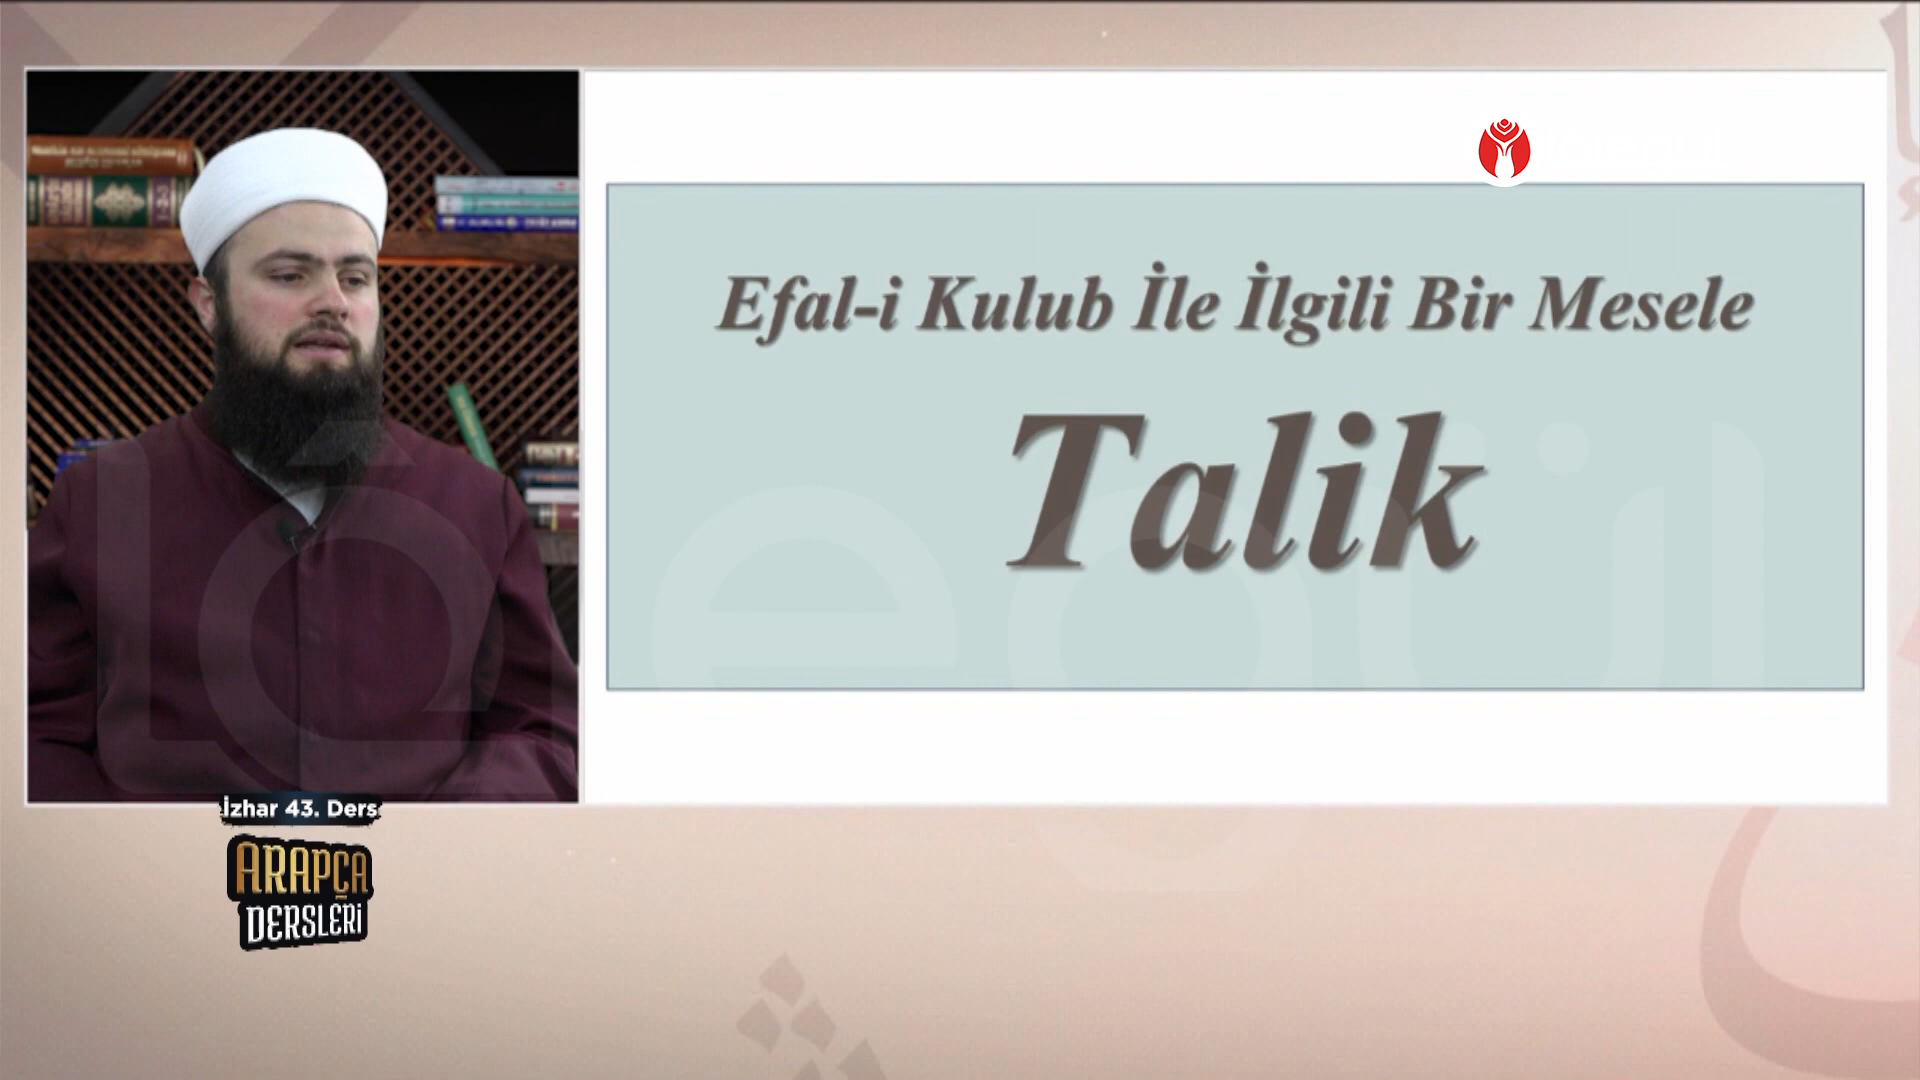 Efal-i Kulub İle İlgili Bir Mesele
Talik
İzhar 43. Ders
ARAPÇA
DERSLERİ